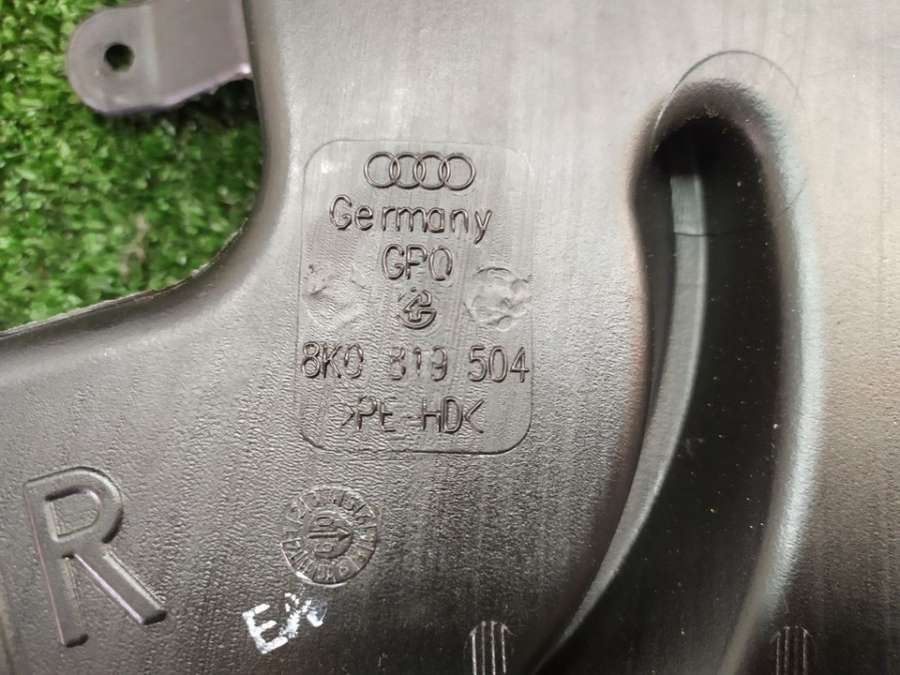 Germany
GPO
8K0 819 504
>PE-HD<
R